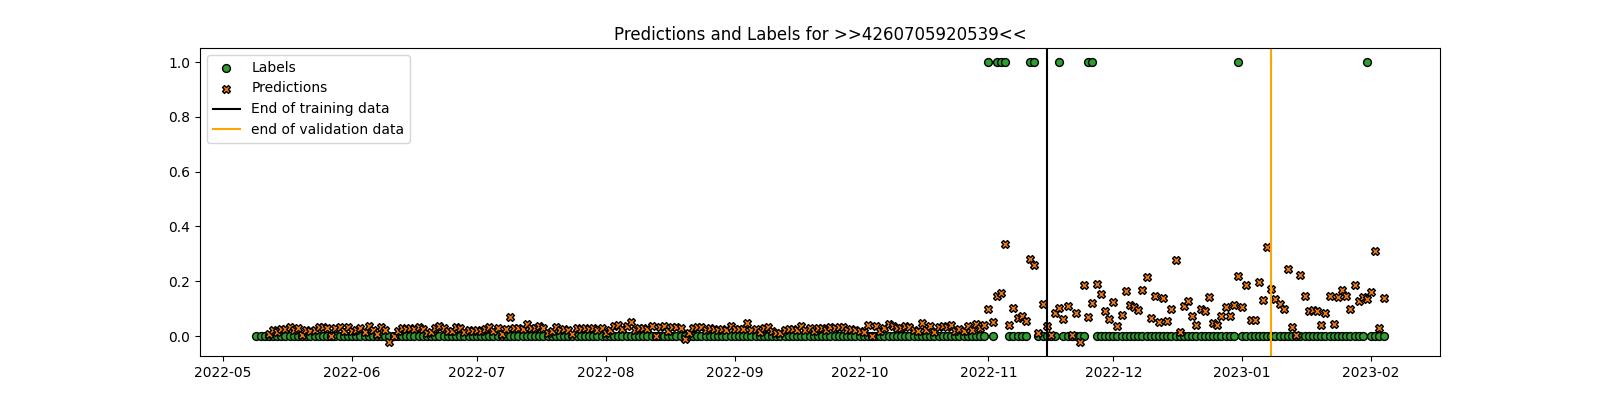 Predictions and Labels for >>4260705920539<<
Labels
Predictions
End of training data
end of validation data
1.0
0.8
0.6
0.4
0.2
0.0
2022-05 2022-06 2022-07 2022-08 2022-09 2022-10 2022-11 2022-12 2023-01 2023-02